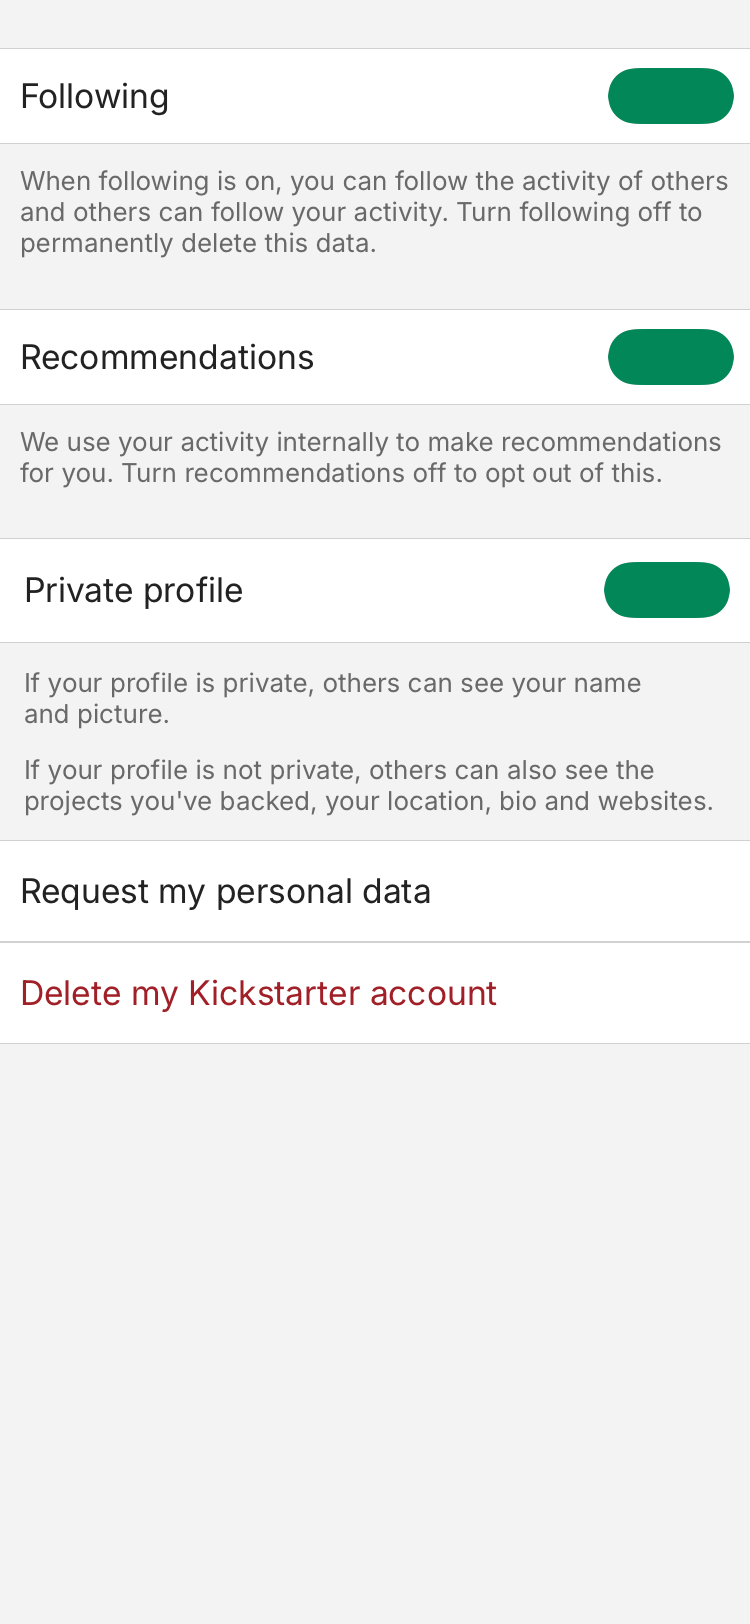 Following
When following is on, you can follow the activity of others
and others can follow your activity. Turn following off to
permanently delete this data.
Recommendations
We use your activity internally to make recommendations
for you. Turn recommendations off to opt out of this.
Private profile
If your profile is private, others can see your name
and picture.
If your profile is not private, others can also see the
projects you've backed, your location, bio and websites.
Request my personal data
Delete my Kickstarter account